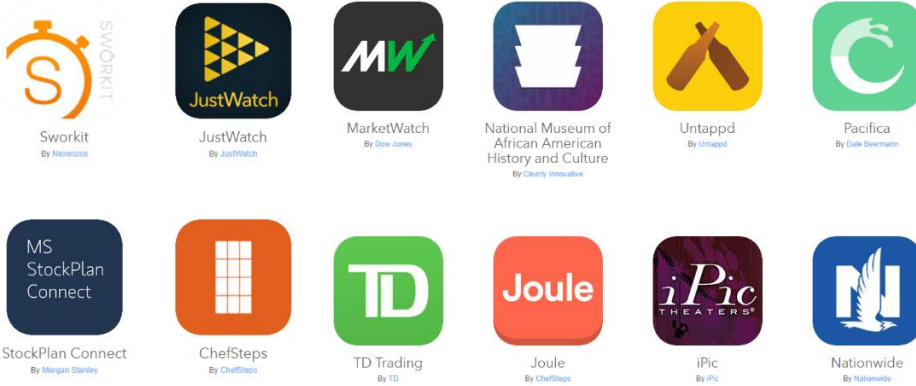 SWORKIT
S
JustWatch
MW
Sworkit
By Nexercise
JustWatch
By JustWatch
MarketWatch
By Dow Jones
National Museum of
African American
History and Culture
By Clearly Innovative
Untappd
By Untappd
Pacifica
By Dale Beermann
MS
StockPlan
Connect
TD
Joule
iPic
THEATERS®
N
StockPlan Connect
By Morgan Stanley
ChefSteps
By ChefSteps
TD Trading
By TD
Joule
By ChefSteps
iPic
By iPic
Nationwide
By Nationwide